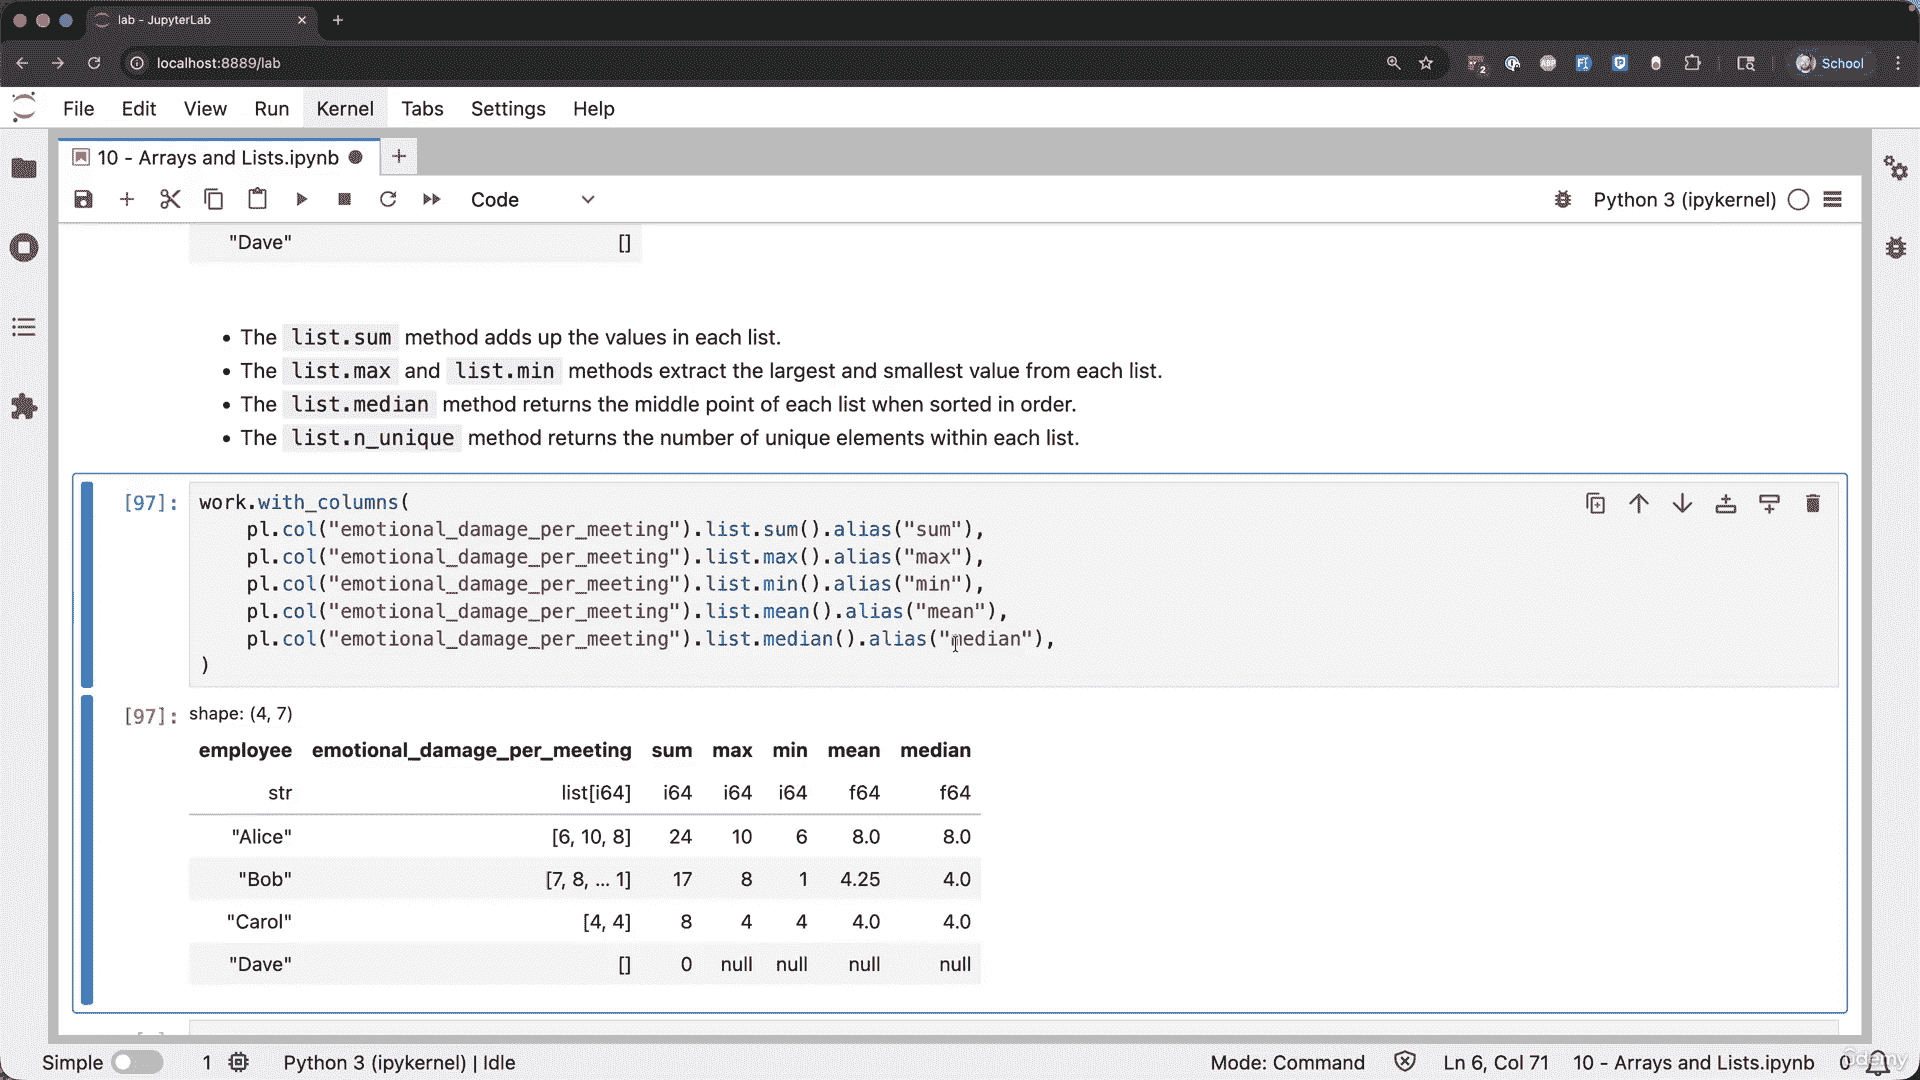 lab - JupyterLab
localhost:8889/lab
2
ABP
School
File Edit View Run Kernel Tabs Settings Help
10 - Arrays and Lists.ipynb
Code
Python 3 (ipykernel)
"Dave" []
• The list.sum method adds up the values in each list.
• The list.max and list.min methods extract the largest and smallest value from each list.
• The list.median method returns the middle point of each list when sorted in order.
• The list.n_unique method returns the number of unique elements within each list.
[97]: work.with_columns(
pl.col("emotional_damage_per_meeting").list.sum().alias("sum"),
pl.col("emotional_damage_per_meeting").list.max().alias("max"),
pl.col("emotional_damage_per_meeting").list.min().alias("min"),
pl.col("emotional_damage_per_meeting").list.mean().alias("mean"),
pl.col("emotional_damage_per_meeting").list.median().alias("median"),
)
[97]: shape: (4, 7)
employee emotional_damage_per_meeting sum max min mean median
str list[i64] i64 i64 i64 f64 f64
"Alice" [6, 10, 8] 24 10 6 8.0 8.0
"Bob" [7, 8, … 1] 17 8 1 4.25 4.0
"Carol" [4, 4] 8 4 4 4.0 4.0
"Dave" [] 0 null null null null
Simple 1 Python 3 (ipykernel) | Idle Mode: Command Ln 6, Col 71 10 - Arrays and Lists.ipynb 0
Udemy